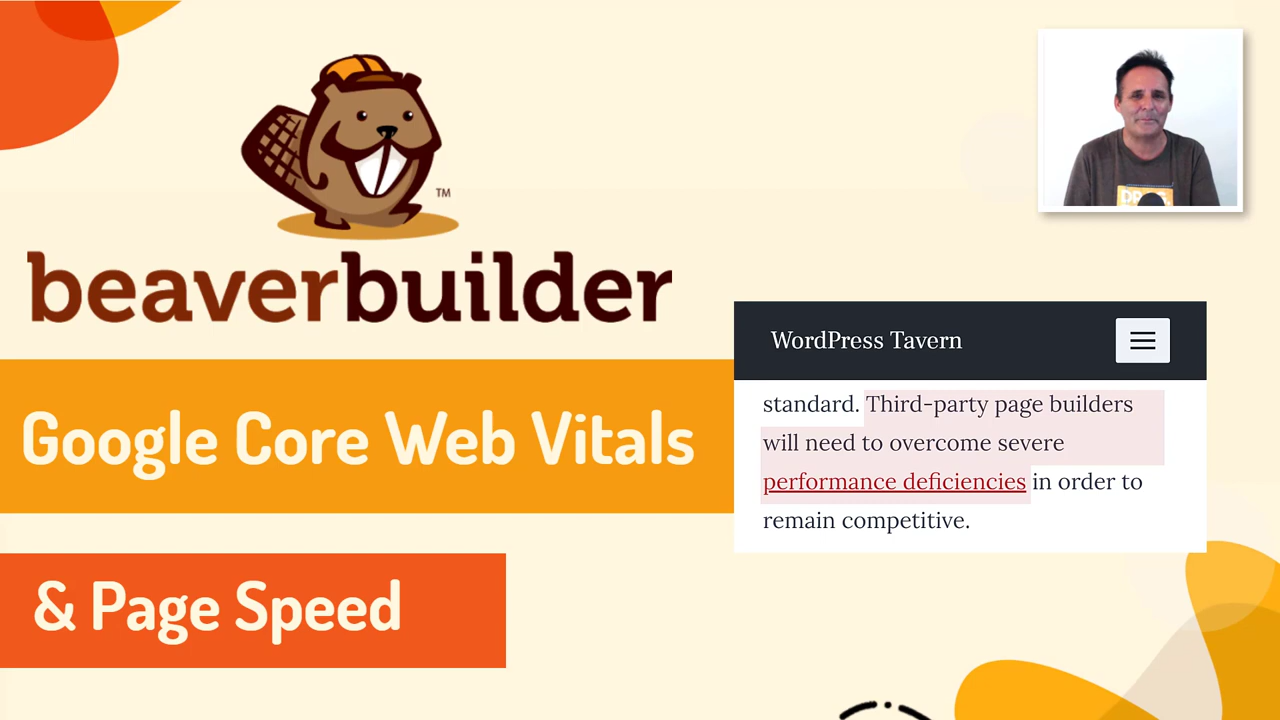 TM
beaverbuilder
Google Core Web Vitals
& Page Speed
WordPress Tavern
standard. Third-party page builders
will need to overcome severe
performance deficiencies in order to
remain competitive.